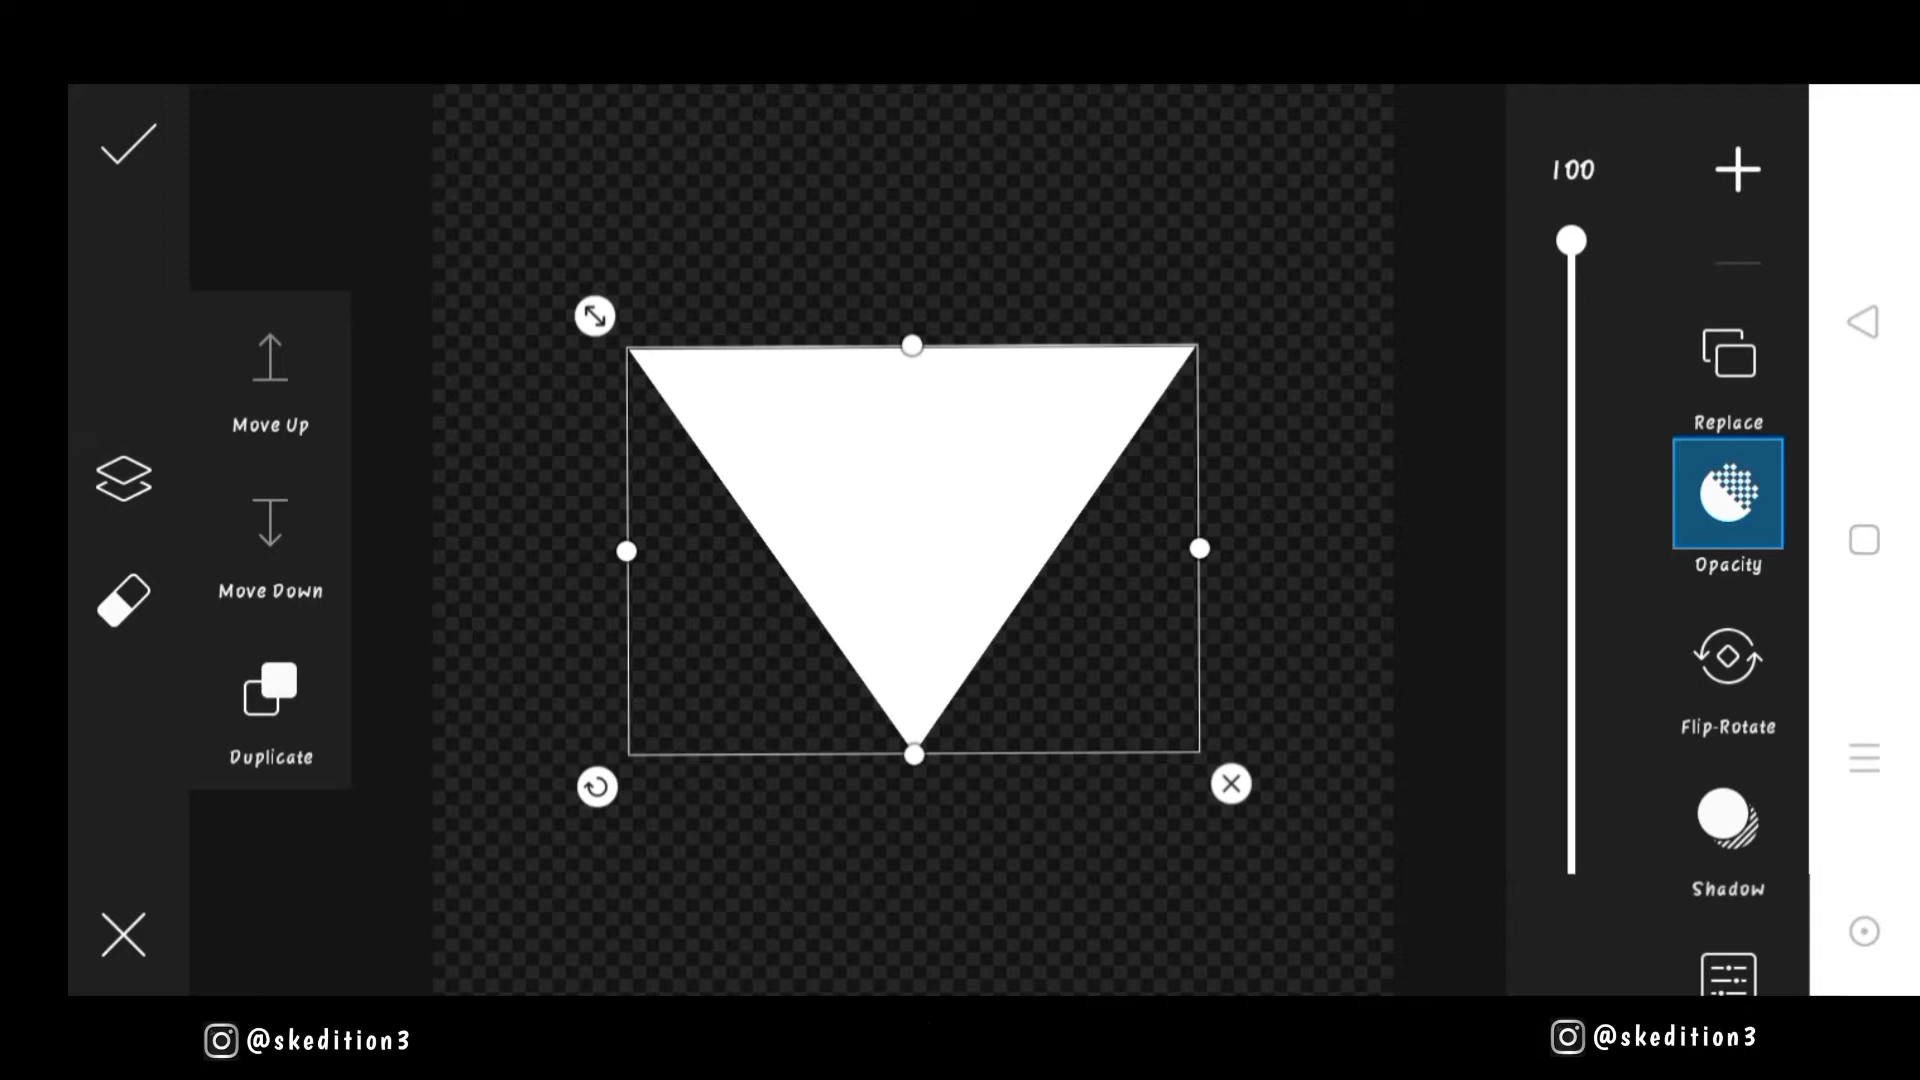 100
Move Up
Replace
Opacity
Move Down
Flip-Rotate
Duplicate
Shadow
@skedition3
@skedition3